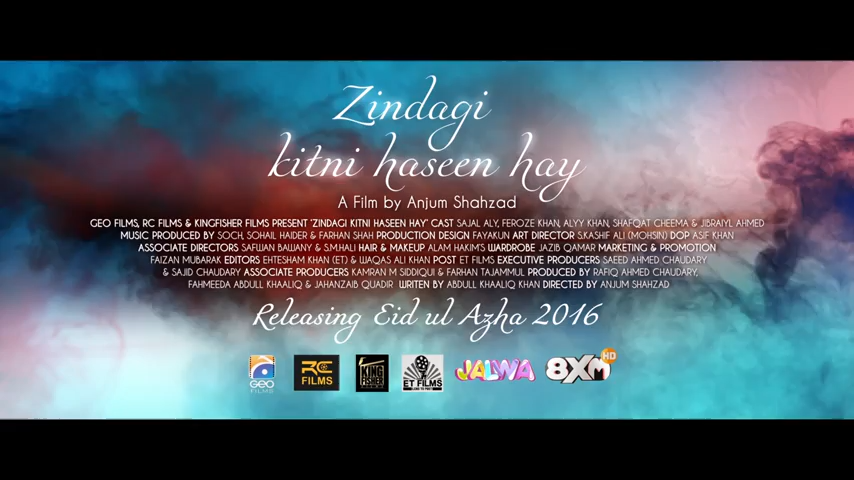 Zindagi
kitni haseen hay
A Film by Anjum Shahzad
GEO FILMS, RC FILMS & KINGFISHER FILMS PRESENT 'ZINDAGI KITNI HASEEN HAY' CAST SAJAL ALY, FEROZE KHAN, ALYY KHAN, SHAFQAT CHEEMA & JIBRAIYL AHMED
MUSIC PRODUCED BY SOCH, SOHAIL HAIDER & FARHAN SHAH PRODUCTION DESIGN FAYAKUN ART DIRECTOR S.KASHIF ALI (MOHSIN) DOP ASIF KHAN
ASSOCIATE DIRECTORS SAFWAN BAWANY & S.M.HALI HAIR & MAKEUP ALAM HAKIM'S WARDROBE JAZIB QAMAR MARKETING & PROMOTION
FAIZAN MUBARAK EDITORS EHTESHAM KHAN (ET) & WAQAS ALI KHAN POST ET FILMS EXECUTIVE PRODUCERS SAEED AHMED CHAUDARY
& SAJID CHAUDARY ASSOCIATE PRODUCERS KAMRAN M SIDDIQUI & FARHAN TAJAMMUL PRODUCED BY RAFIQ AHMED CHAUDARY,
FAHMEEDA ABDULL KHAALIQ & JAHANZAIB QUADIR WRITEN BY ABDULL KHAALIQ KHAN DIRECTED BY ANJUM SHAHZAD
Releasing Eid ul Azha 2016
GEO
FILMS
RC
FILMS
KING
FISHER
ET FILMS
JALWA
8XM
HD